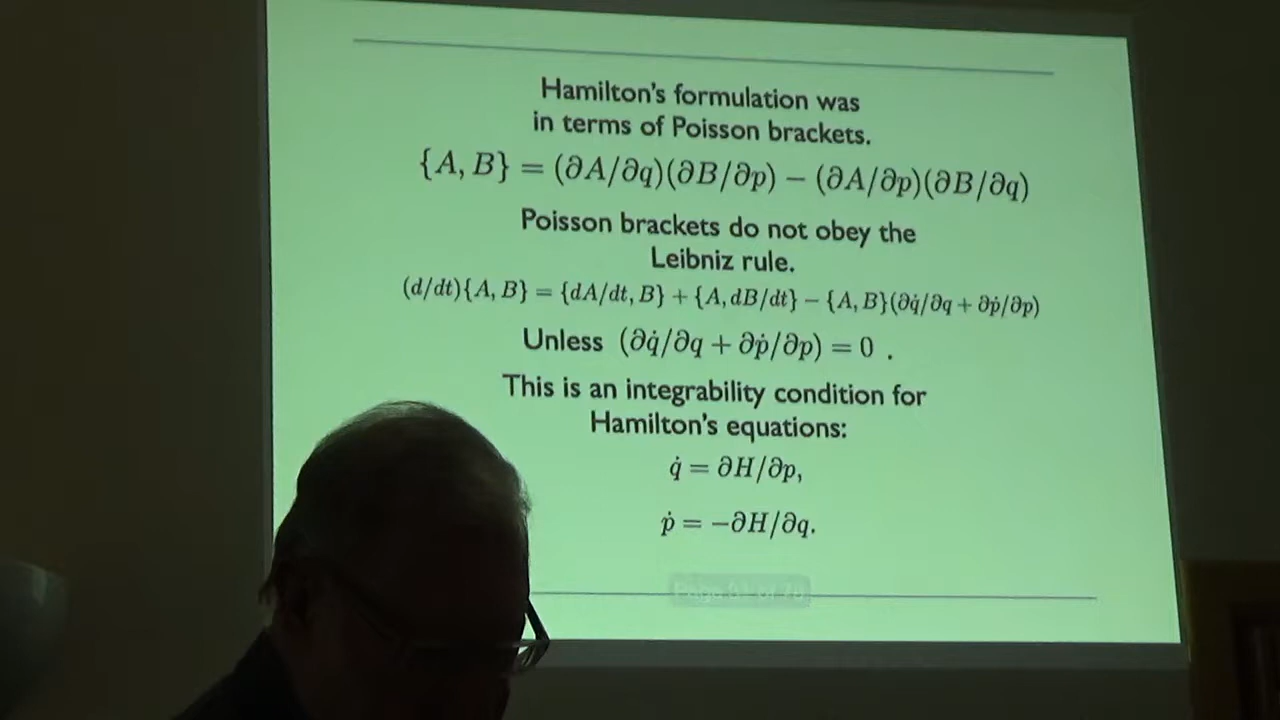 Hamilton's formulation was
in terms of Poisson brackets.
{A, B} = (∂A/∂q)(∂B/∂p) − (∂A/∂p)(∂B/∂q)
Poisson brackets do not obey the
Leibniz rule.
(d/dt){A, B} = {dA/dt, B} + {A, dB/dt} − {A, B}(∂q̇/∂q + ∂ṗ/∂p)
Unless (∂q̇/∂q + ∂ṗ/∂p) = 0 .
This is an integrability condition for
Hamilton's equations:
q̇ = ∂H/∂p,
ṗ = −∂H/∂q.